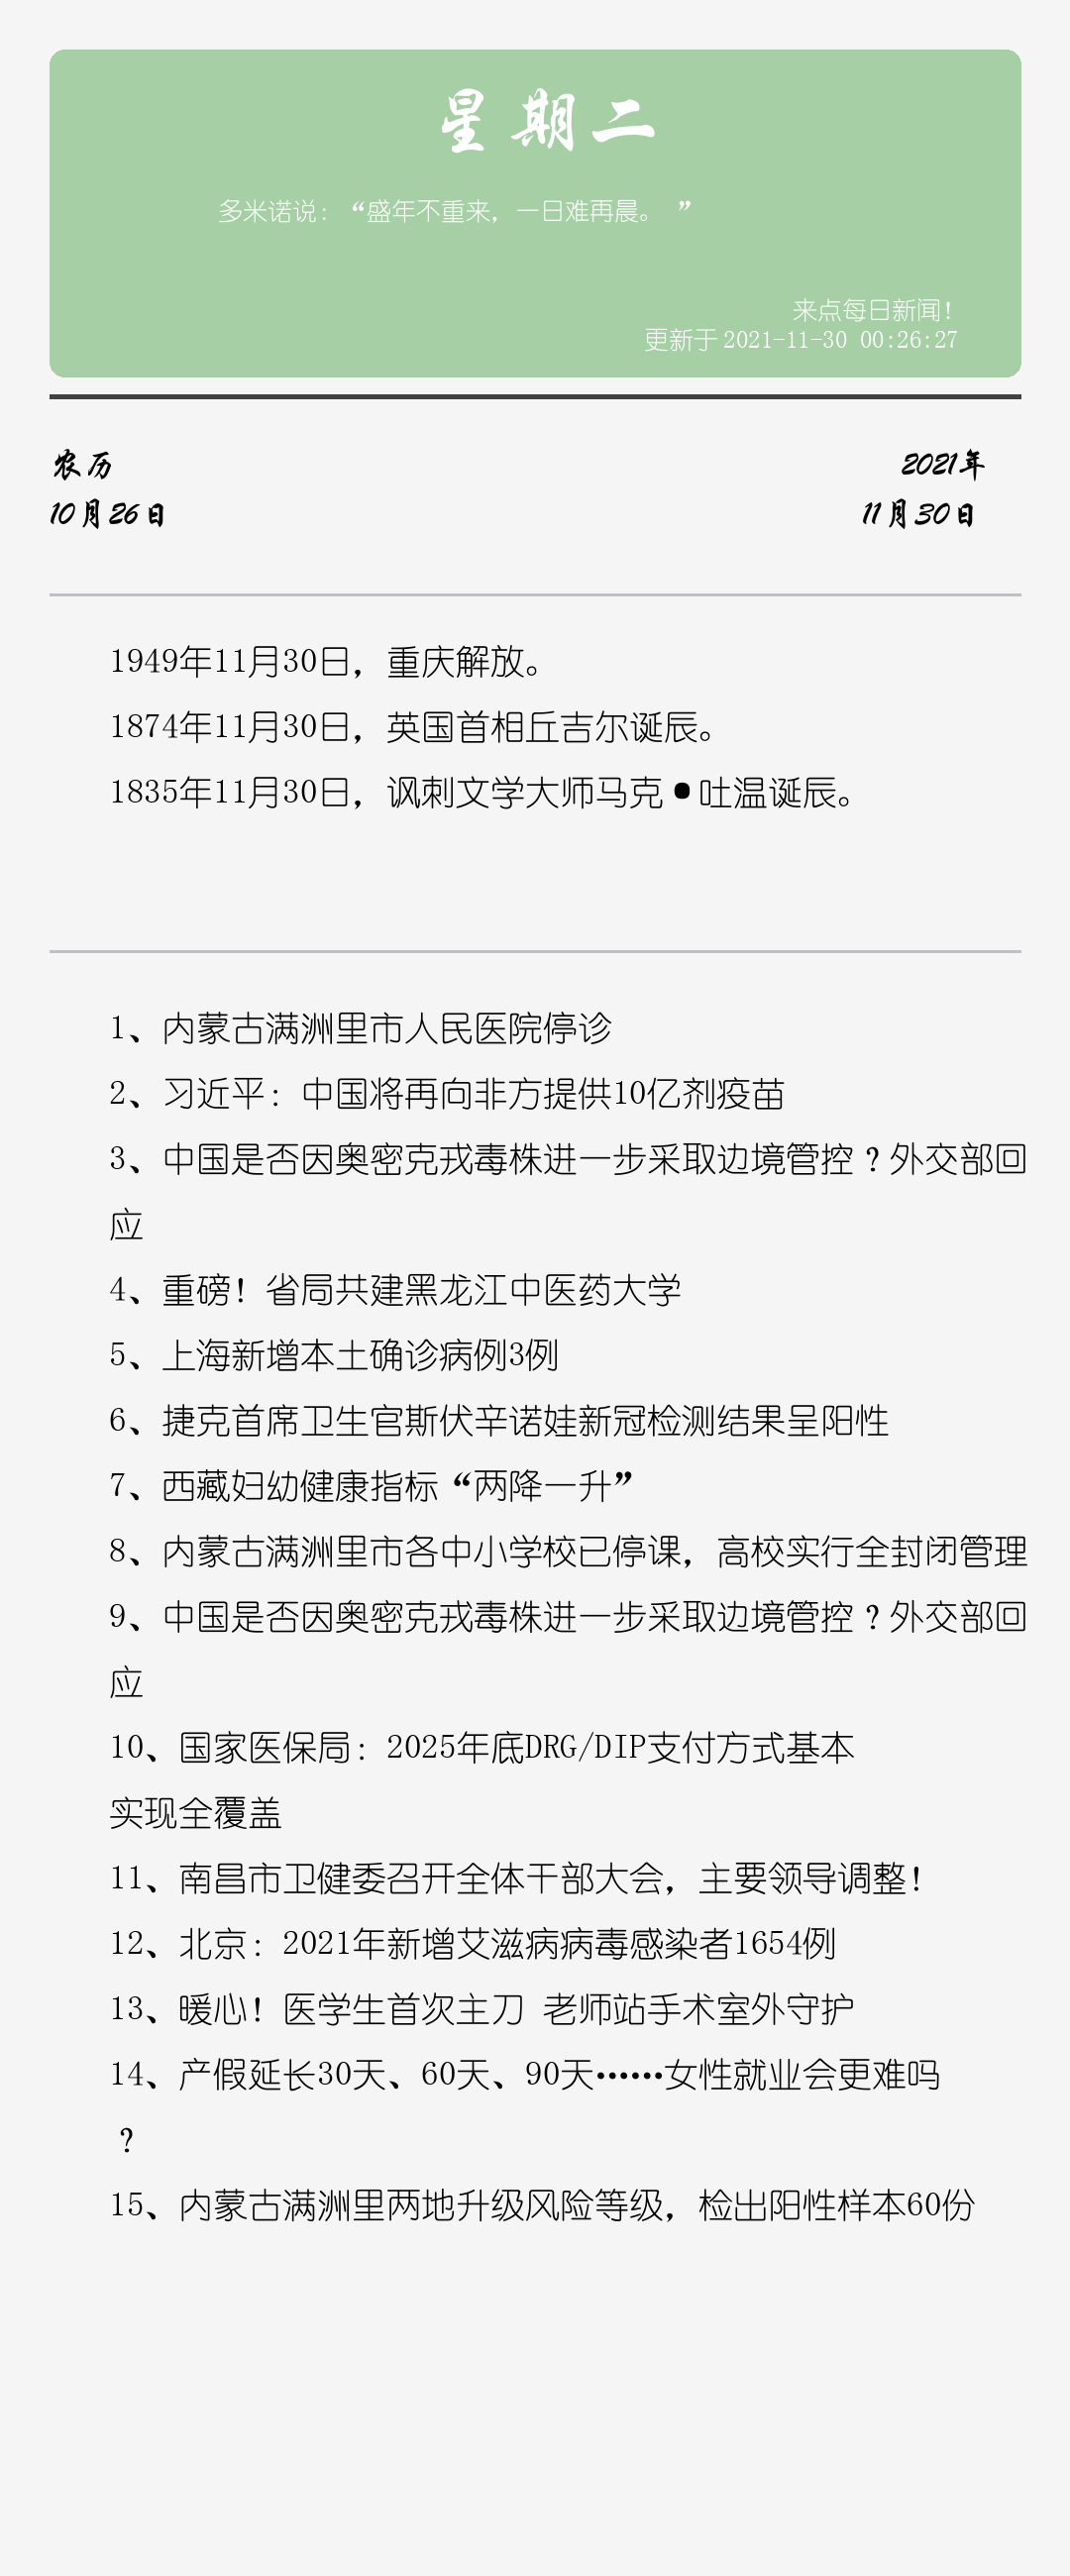 星期二
多米诺说：“盛年不重来，一日难再晨。 ”
来点每日新闻！
更新于 2021-11-30 00:26:27
农历
2021年
10月26日
11月30日
1949年11月30日，重庆解放。
1874年11月30日，英国首相丘吉尔诞辰。
1835年11月30日，讽刺文学大师马克•吐温诞辰。
1、内蒙古满洲里市人民医院停诊
2、习近平：中国将再向非方提供10亿剂疫苗
3、中国是否因奥密克戎毒株进一步采取边境管控？外交部回
应
4、重磅！省局共建黑龙江中医药大学
5、上海新增本土确诊病例3例
6、捷克首席卫生官斯伏辛诺娃新冠检测结果呈阳性
7、西藏妇幼健康指标“两降一升”
8、内蒙古满洲里市各中小学校已停课，高校实行全封闭管理
9、中国是否因奥密克戎毒株进一步采取边境管控？外交部回
应
10、国家医保局：2025年底DRG/DIP支付方式基本
实现全覆盖
11、南昌市卫健委召开全体干部大会，主要领导调整！
12、北京：2021年新增艾滋病病毒感染者1654例
13、暖心！医学生首次主刀 老师站手术室外守护
14、产假延长30天、60天、90天……女性就业会更难吗
？
15、内蒙古满洲里两地升级风险等级，检出阳性样本60份